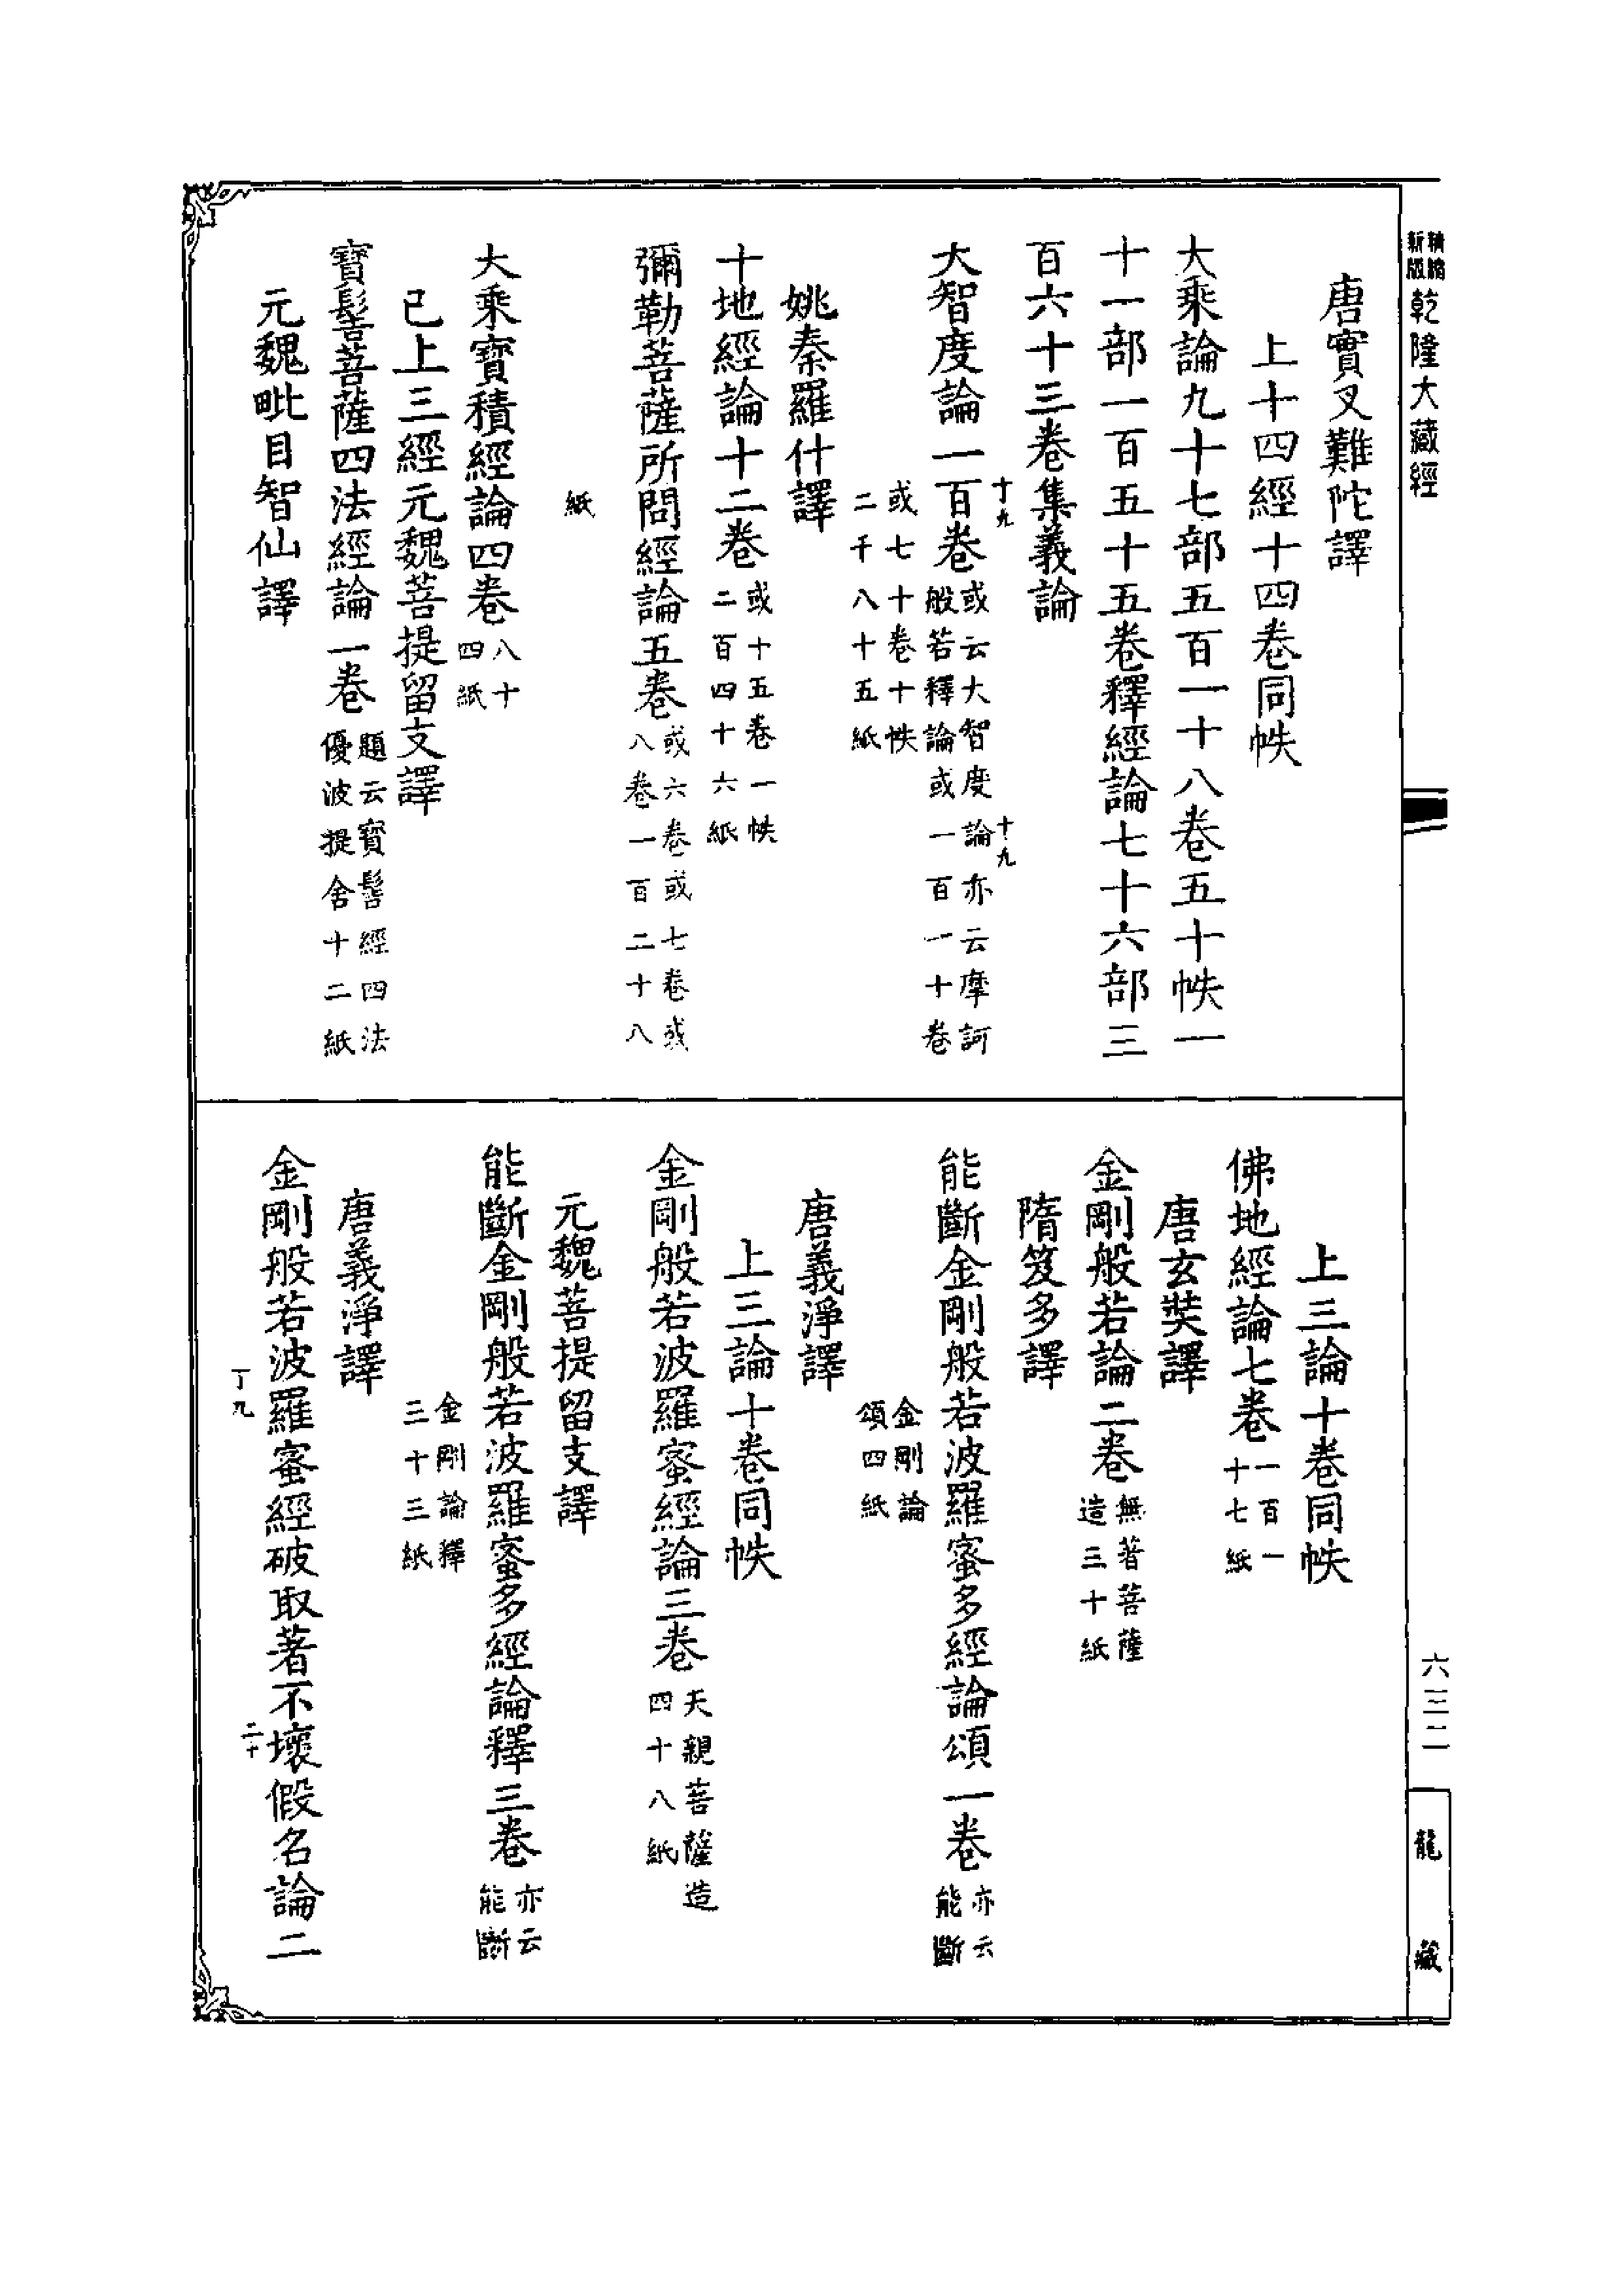 精縮
新版
乾隆大藏經
唐實叉難陀譯
上十四經十四卷同帙
大乘論九十七部五百一十八卷五十帙一
十一部一百五十五卷釋經論七十六部三
百六十三卷集義論
十九
十九
大智度論一百卷或云大智度論亦云摩訶
般若釋論或一百一十卷
或七十卷十帙
二千八十五紙
姚秦羅什譯
十地經論十二卷或十五卷一帙
二百四十六紙
彌勒菩薩所問經論五卷或六卷或七卷或
八卷一百二十八
紙
大乘寶積經論四卷八十
四紙
已上三經元魏菩提留支譯
寶髻菩薩四法經論一卷題云寶髻經四法
優波提舍十二紙
元魏毗目智仙譯
上三論十卷同帙
佛地經論七卷一百一
十七紙
唐玄奘譯
金剛般若論二卷無著菩薩
造三十紙
隋笈多譯
能斷金剛般若波羅蜜多經論頌一卷亦云
能斷
金剛論
頌四紙
唐義淨譯
上三論十卷同帙
金剛般若波羅蜜經論三卷天親菩薩造
四十八紙
元魏菩提留支譯
能斷金剛般若波羅蜜多經論釋三卷亦云
能斷
金剛論釋
三十三紙
唐義淨譯
金剛般若波羅蜜經破取著不壞假名論二
丁九
二十
六三二
龍藏